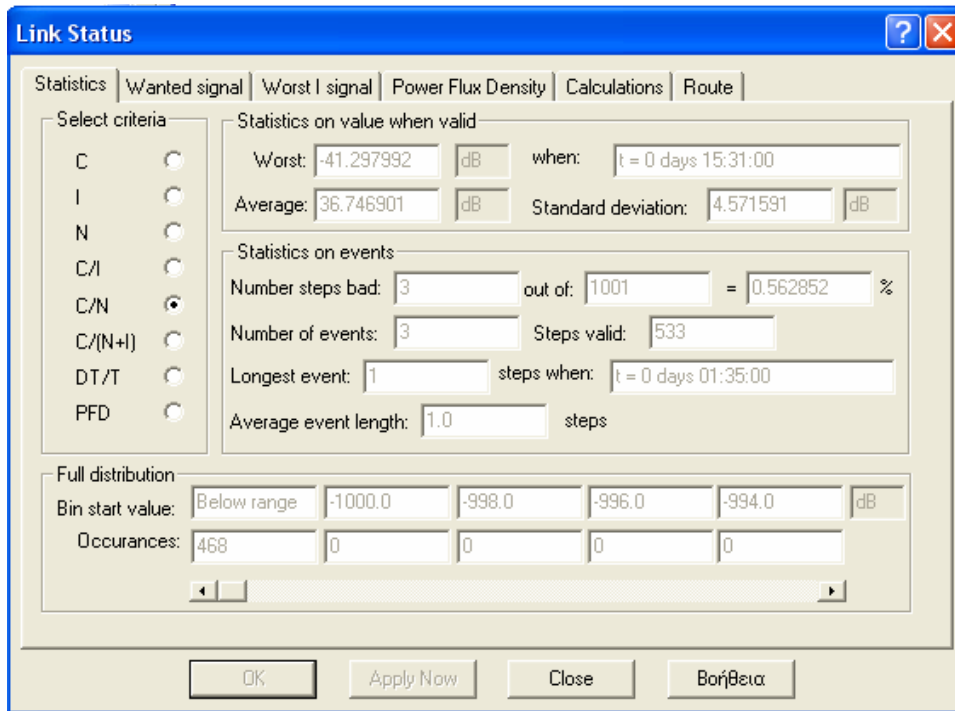 Link Status
Statistics Wanted signal Worst I signal Power Flux Density Calculations Route
Select criteria
C
I
N
C/I
C/N
C/(N+I)
DT/T
PFD
Statistics on value when valid
Worst: -41.297992 dB when: t = 0 days 15:31:00
Average: 36.746901 dB Standard deviation: 4.571591 dB
Statistics on events
Number steps bad: 3 out of: 1001 = 0.562852 %
Number of events: 3 Steps valid: 533
Longest event: 1 steps when: t = 0 days 01:35:00
Average event length: 1.0 steps
Full distribution
Bin start value: Below range -1000.0 -998.0 -996.0 -994.0 dB
Occurances: 468 0 0 0 0
OK Apply Now Close Βοήθεια